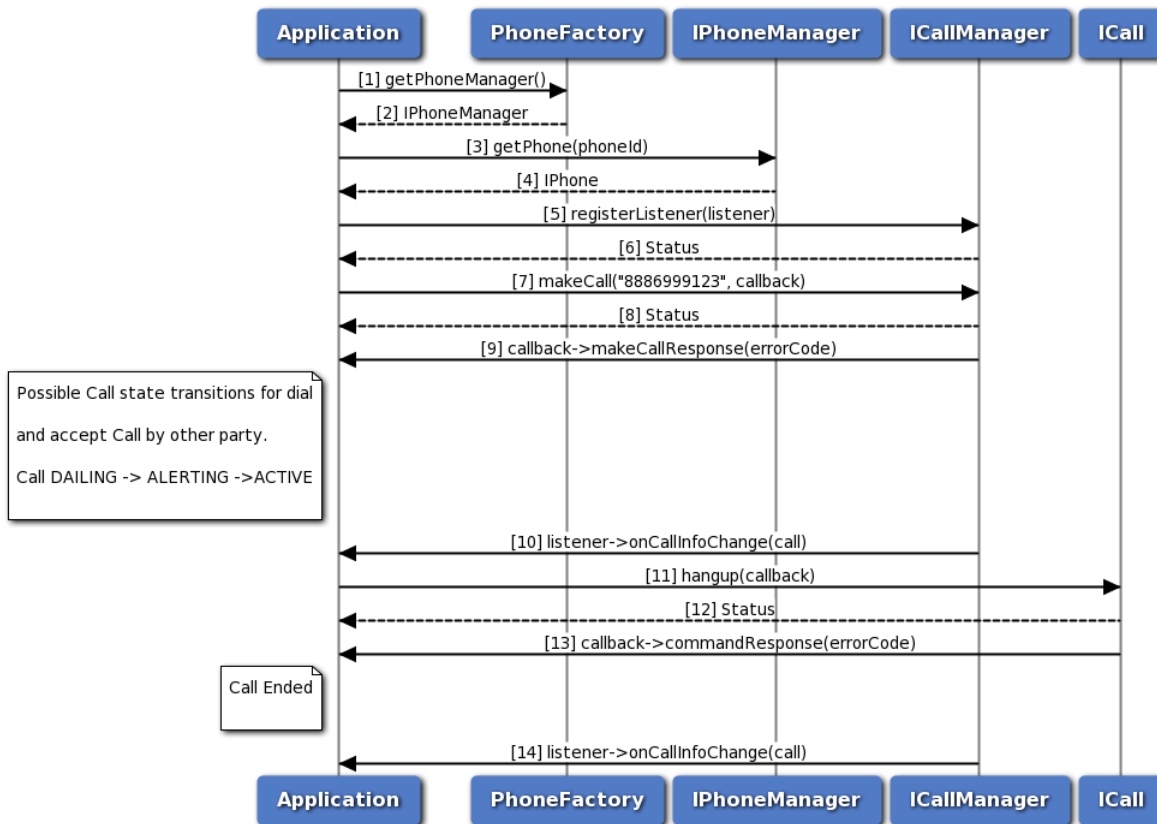 Application PhoneFactory IPhoneManager ICallManager ICall
[1] getPhoneManager()
[2] IPhoneManager
[3] getPhone(phoneId)
[4] IPhone
[5] registerListener(listener)
[6] Status
[7] makeCall("8886999123", callback)
[8] Status
[9] callback->makeCallResponse(errorCode)
Possible Call state transitions for dial
and accept Call by other party.
Call DAILING -> ALERTING ->ACTIVE
[10] listener->onCallInfoChange(call)
[11] hangup(callback)
[12] Status
[13] callback->commandResponse(errorCode)
Call Ended
[14] listener->onCallInfoChange(call)
Application PhoneFactory IPhoneManager ICallManager ICall